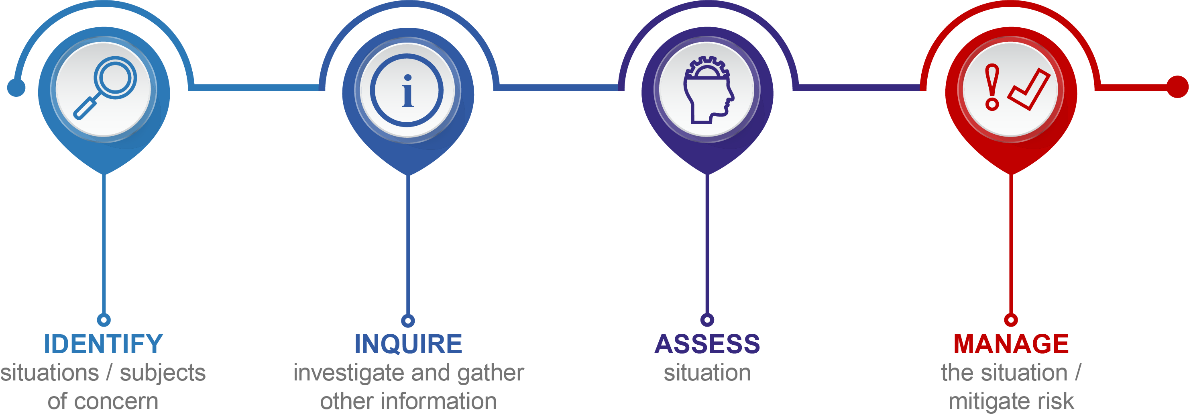 i
IDENTIFY
situations / subjects
of concern
INQUIRE
investigate and gather
other information
ASSESS
situation
MANAGE
the situation /
mitigate risk